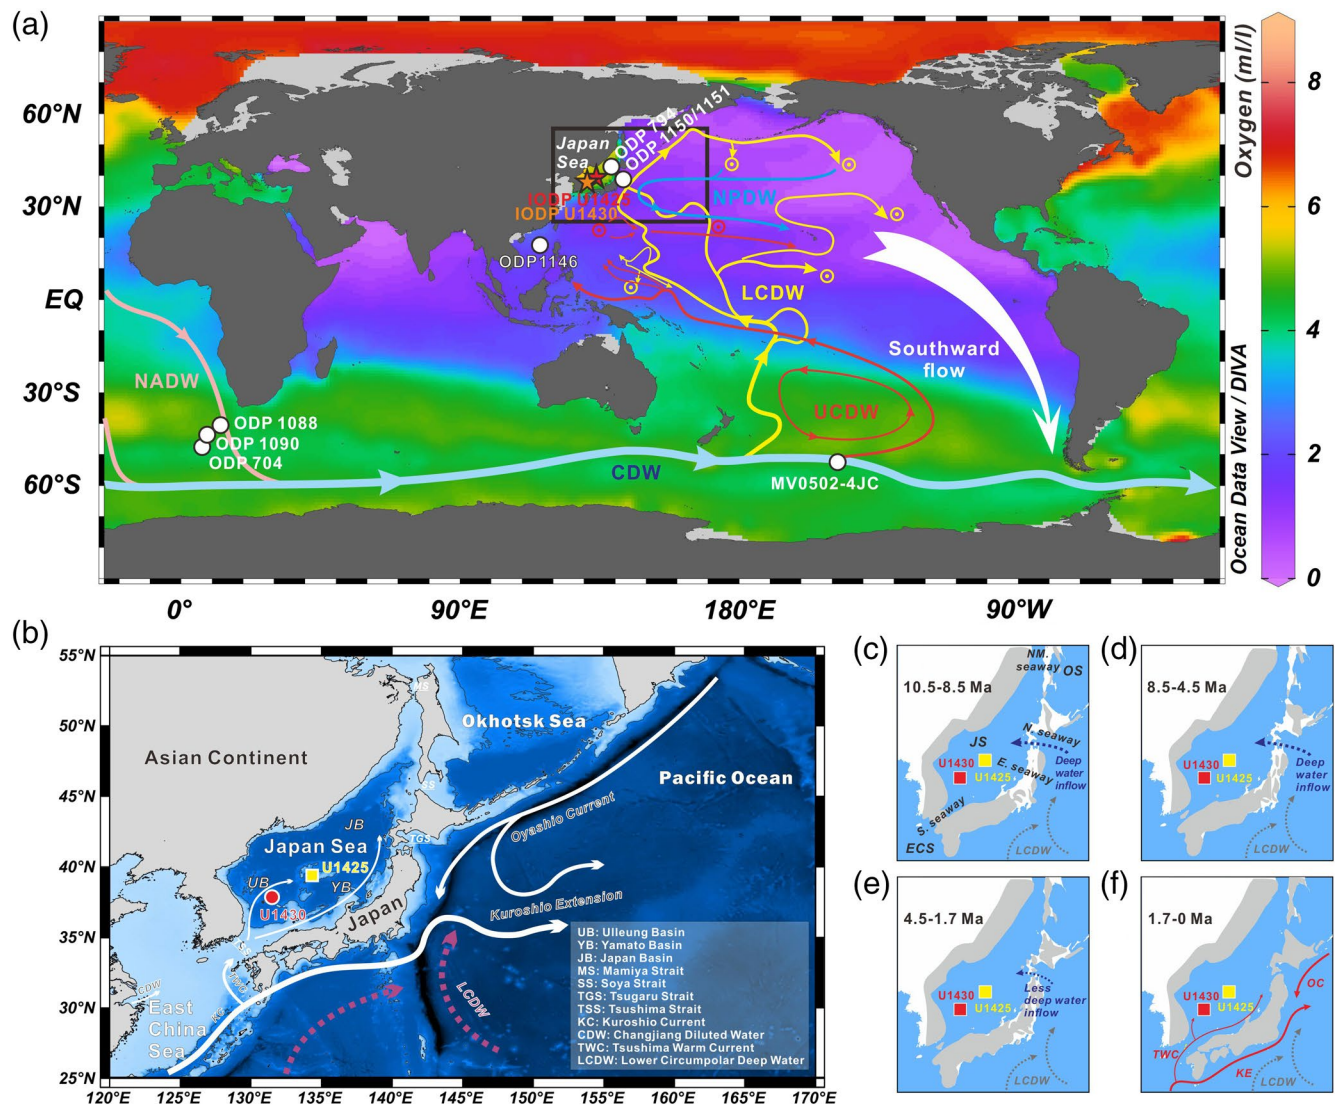 (a)
60°N
30°N
EQ
30°S
60°S
0°
90°E
180°E
90°W
Japan
Sea
ODP 794
ODP 1150/1151
IODP U1425
IODP U1430
ODP1146
NPDW
LCDW
Southward
flow
UCDW
NADW
ODP 1088
ODP 1090
ODP 704
CDW
MV0502-4JC
Oxygen (ml/l)
Ocean Data View / DIVA
8
6
4
2
0
(b)
55°N
50°N
45°N
40°N
35°N
30°N
25°N
120°E
125°E
130°E
135°E
140°E
145°E
150°E
155°E
160°E
165°E
170°E
MS
Okhotsk Sea
Asian Continent
Pacific Ocean
SS
Oyashio Current
JB
TGS
Japan Sea
U1425
UB
YB
U1430
Japan
Kuroshio Extension
TWC
CDW
KC
East
China
Sea
LCDW
UB: Ulleung Basin
YB: Yamato Basin
JB: Japan Basin
MS: Mamiya Strait
SS: Soya Strait
TGS: Tsugaru Strait
TSS: Tsushima Strait
KC: Kuroshio Current
CDW: Changjiang Diluted Water
TWC: Tsushima Warm Current
LCDW: Lower Circumpolar Deep Water
(c)
10.5-8.5 Ma
NM.
seaway
OS
N. seaway
JS
U1430
U1425
E. seaway
Deep
water
inflow
S. seaway
ECS
LCDW
(d)
8.5-4.5 Ma
U1430
U1425
Deep
water
inflow
LCDW
(e)
4.5-1.7 Ma
U1430
U1425
Less
deep water
inflow
LCDW
(f)
1.7-0 Ma
U1430
U1425
OC
TWC
KE
LCDW